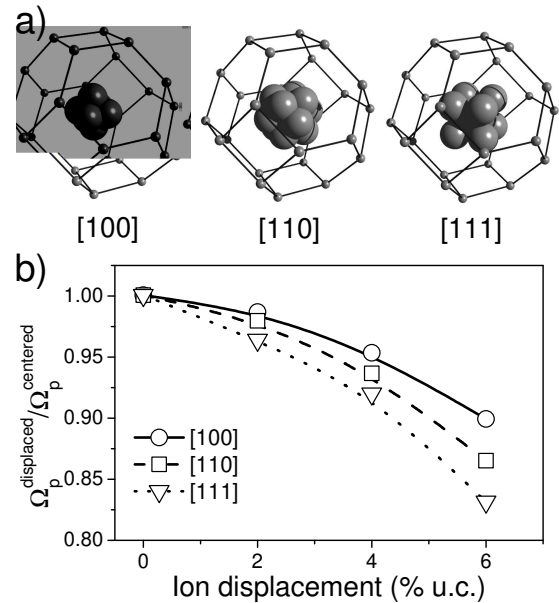 a)
[100] [110] [111]
b)
Ω_p^displaced/Ω_p^centered
1.00
0.95
0.90
0.85
0.80
[100]
[110]
[111]
0 2 4 6
Ion displacement (% u.c.)